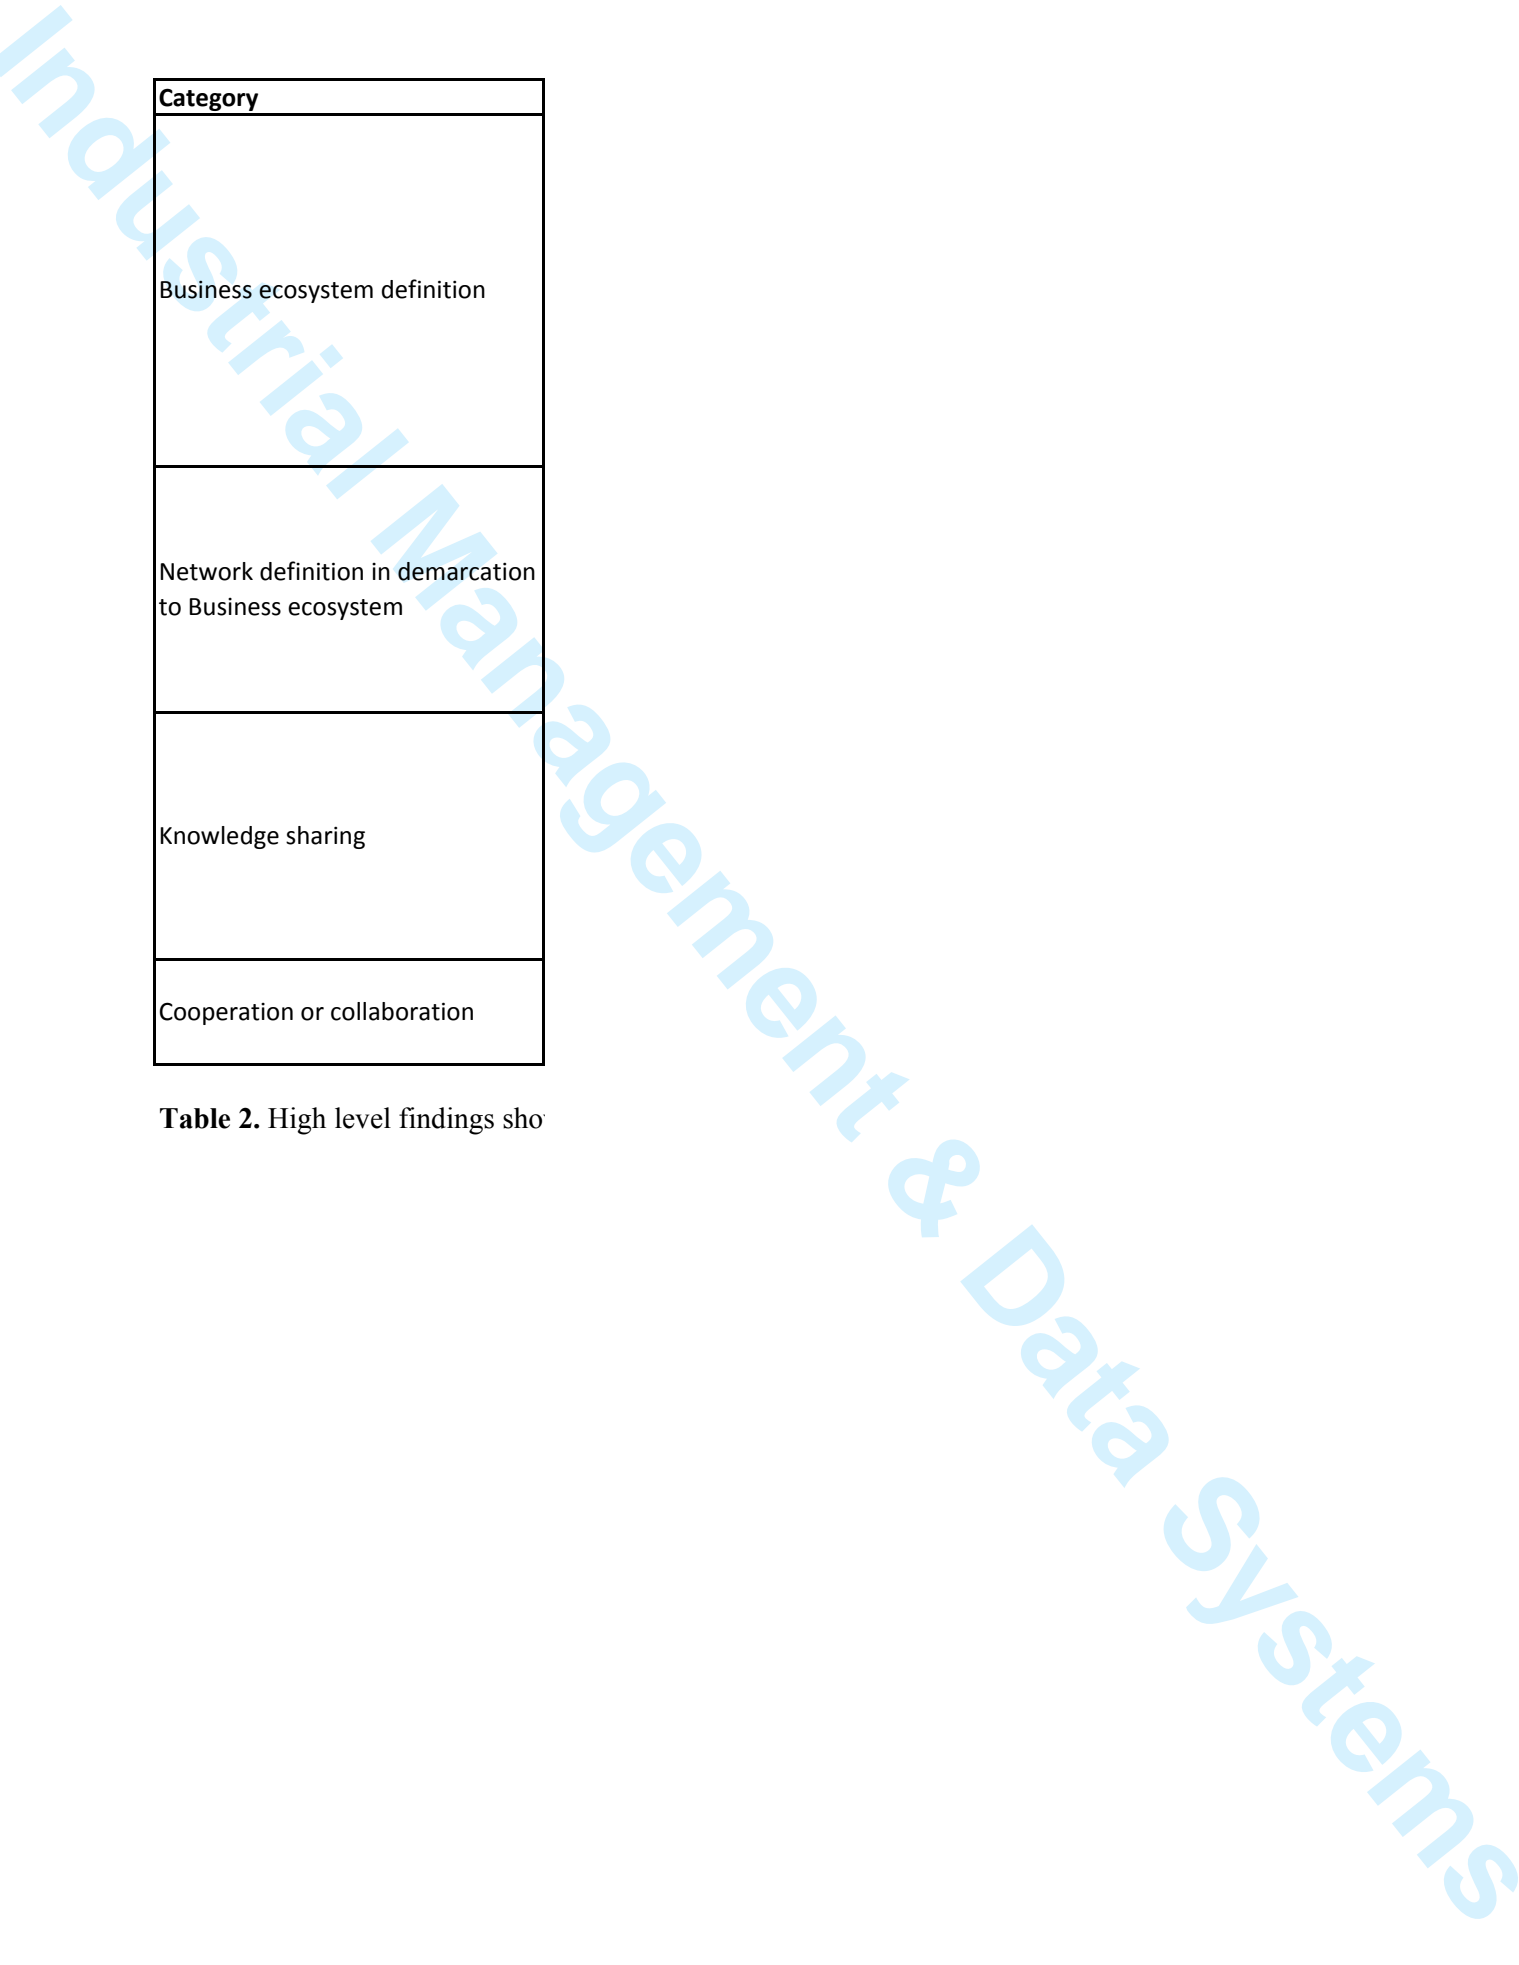 Category
Business ecosystem definition
Network definition in demarcation
to Business ecosystem
Knowledge sharing
Cooperation or collaboration
Table 2. High level findings
Industrial Management & Data Systems